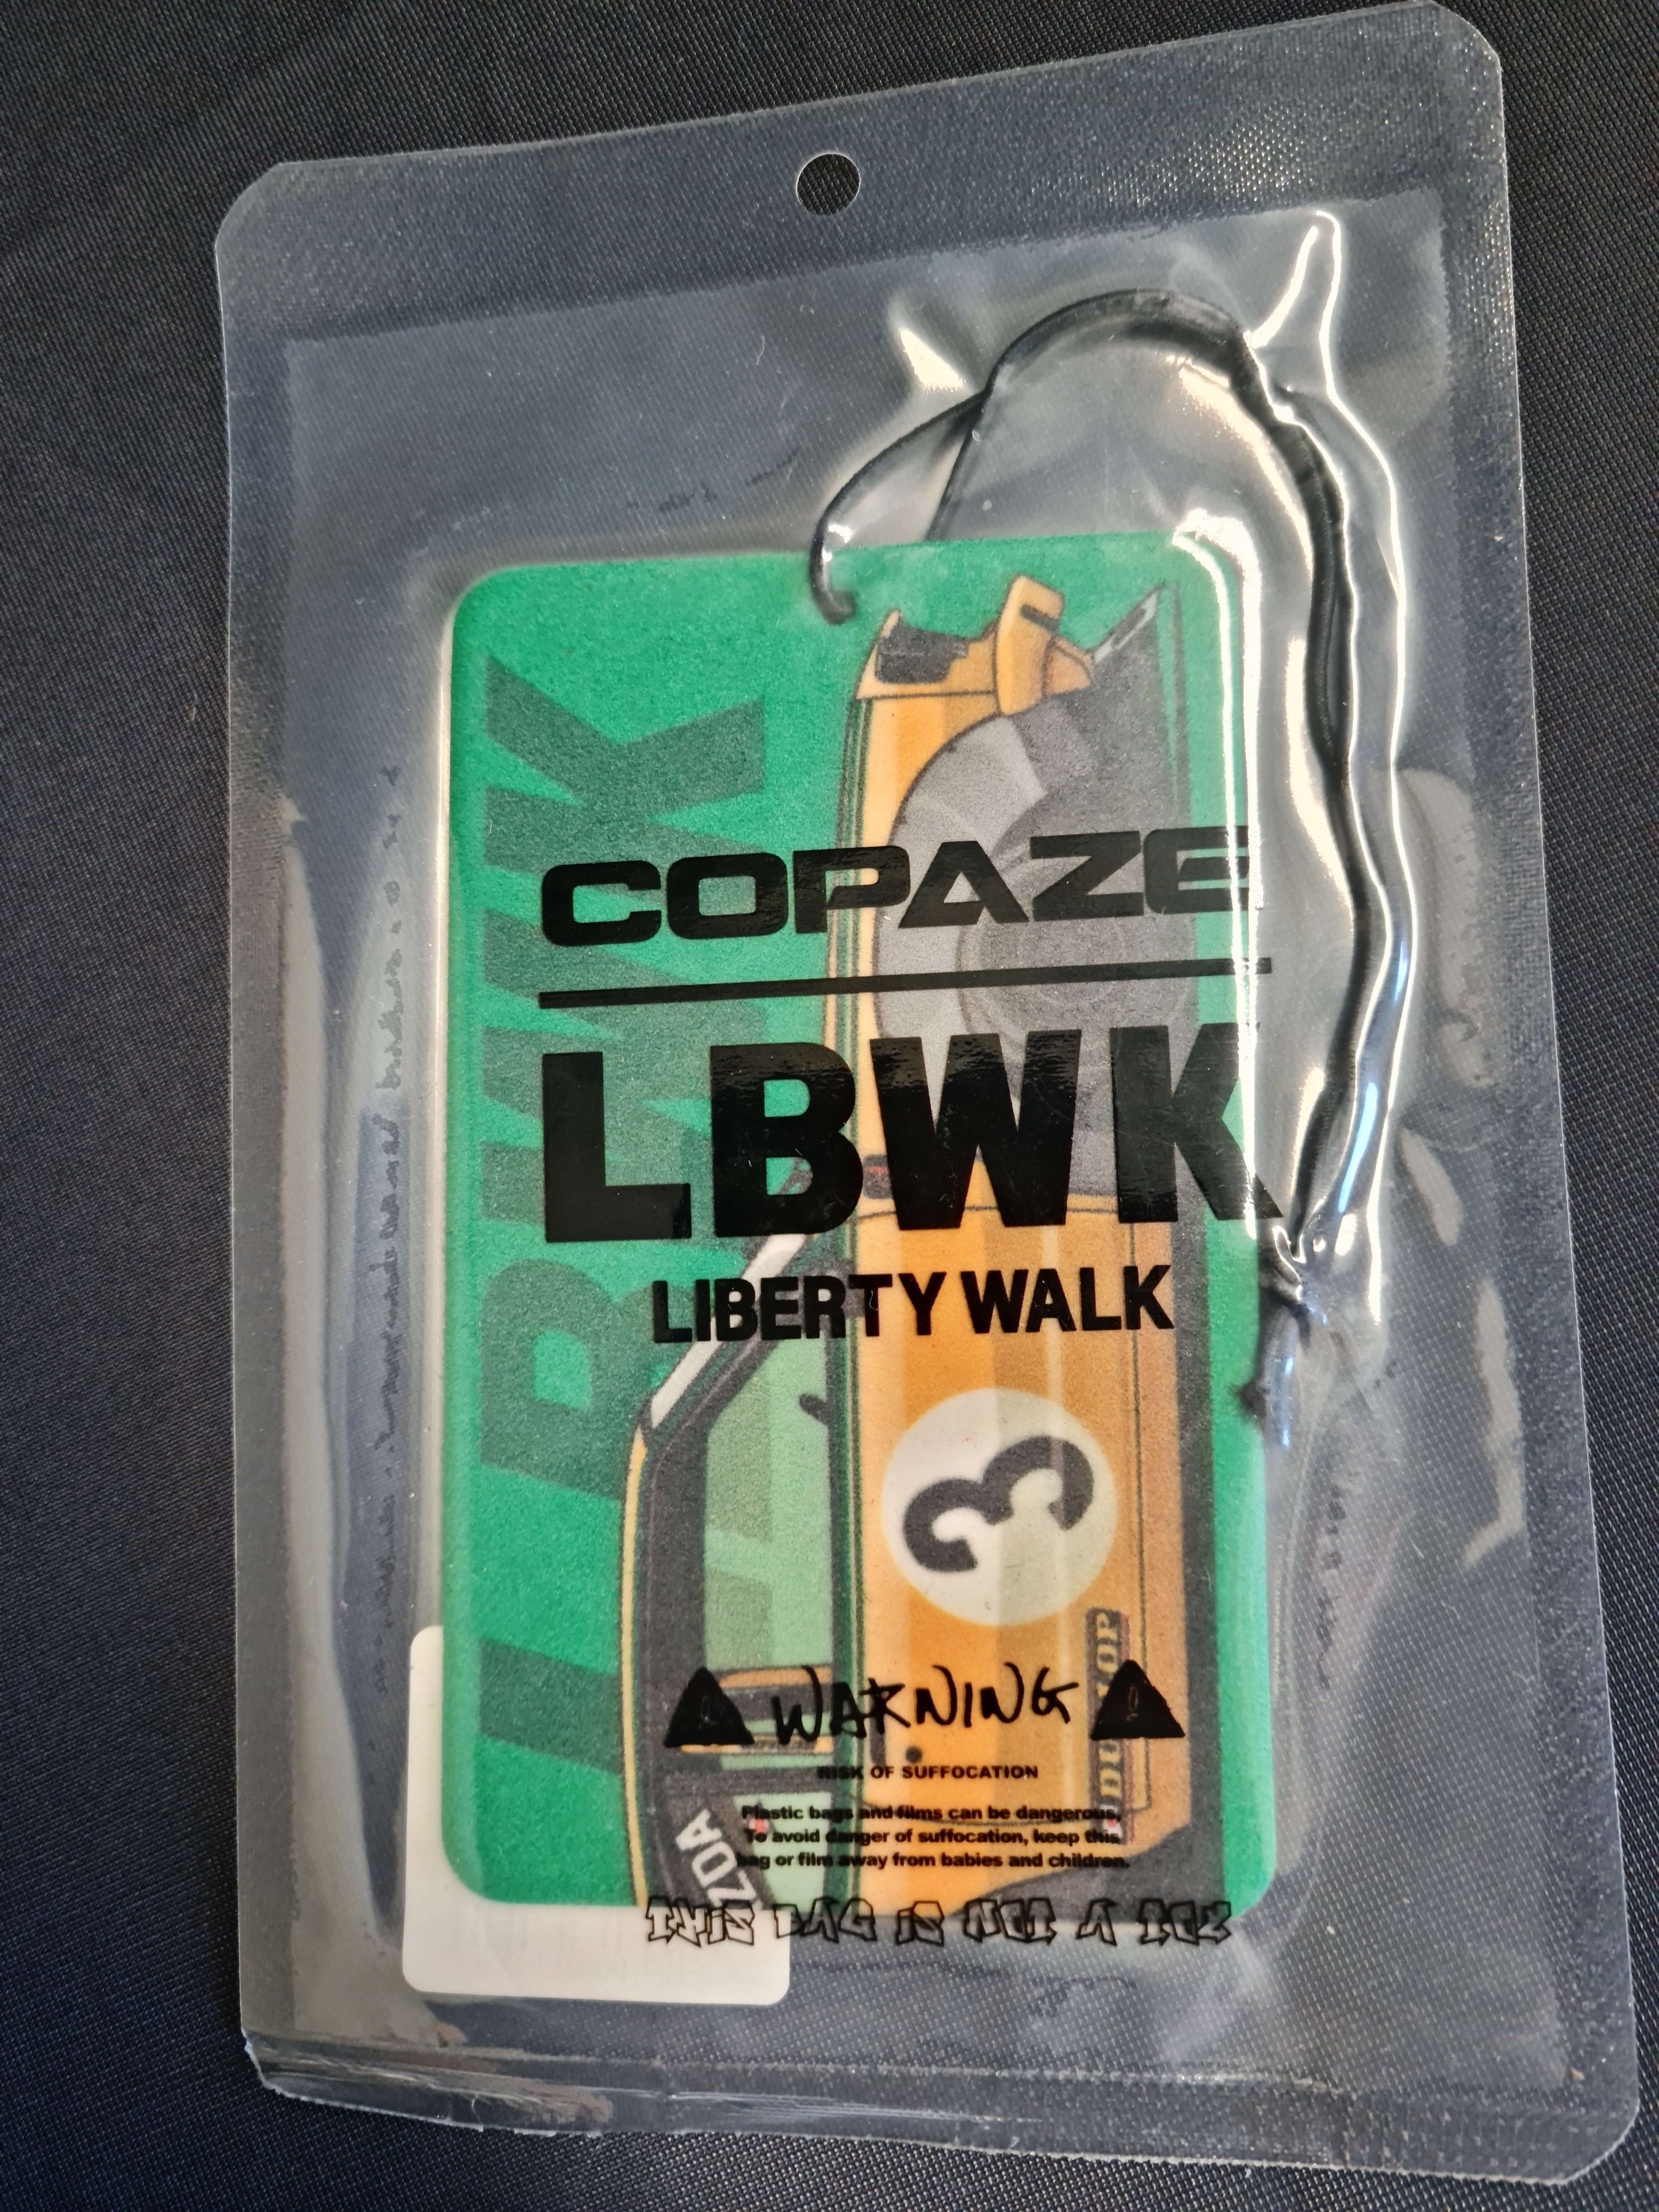 COPAZE
LBWK
LIBERTY WALK
LBWK
3
WARNING
RISK OF SUFFOCATION
Plastic bags and films can be dangerous.
To avoid danger of suffocation, keep this
bag or film away from babies and children.
THIS BAG IS NOT A TOY
DUNLOP
ZDA